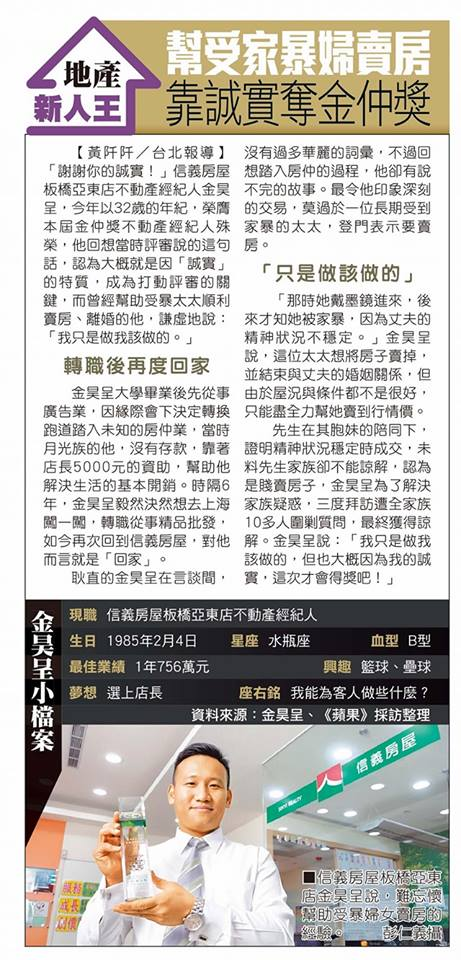 地產
新人王
幫受家暴婦賣房
靠誠實奪金仲獎
【黃阡阡/台北報導】
「謝謝你的誠實！」信義房屋
板橋亞東店不動產經紀人金昊
呈，今年以32歲的年紀，榮膺
本屆金仲獎不動產經紀人殊
榮，他回想當時評審說的這句
話，認為大概就是因「誠實」
的特質，成為打動評審的關
鍵，而曾經幫助受暴太太順利
賣房、離婚的他，謙虛地說：
「我只是做我該做的。」
轉職後再度回家
金昊呈大學畢業後先從事
廣告業，因緣際會下決定轉換
跑道踏入未知的房仲業，當時
月光族的他，沒有存款，靠著
店長5000元的資助，幫助他
解決生活的基本開銷。時隔6
年，金昊呈毅然決然想去上海
闖一闖，轉職從事精品批發，
如今再次回到信義房屋，對他
而言就是「回家」。
耿直的金昊呈在言談間，
沒有過多華麗的詞彙，不過回
想踏入房仲的過程，他卻有說
不完的故事。最令他印象深刻
的交易，莫過於一位長期受到
家暴的太太，登門表示要賣
房。
「只是做該做的」
「那時她戴墨鏡進來，後
來才知她被家暴，因為丈夫的
精神狀況不穩定。」金昊呈
說，這位太太想將房子賣掉，
並結束與丈夫的婚姻關係，但
由於屋況與條件都不是很好，
只能盡全力幫她賣到行情價。
先生在其胞妹的陪同下，
證明精神狀況穩定時成交，未
料先生家族卻不能諒解，認為
是賤賣房子，金昊呈為了解決
家族疑惑，三度拜訪遭全家族
10多人圍剿質問，最終獲得諒
解。金昊呈說：「我只是做我
該做的，但也大概因為我的誠
實，這次才會得獎吧！」
金昊呈小檔案
現職 信義房屋板橋亞東店不動產經紀人
生日 1985年2月4日 星座 水瓶座 血型 B型
最佳業績 1年756萬元 興趣 籃球、壘球
夢想 選上店長 座右銘 我能為客人做些什麼？
資料來源：金昊呈、《蘋果》採訪整理
信義房屋
SINYI REALTY
■信義房屋板橋亞東
店金昊呈說，難忘懷
幫助受暴婦女賣房的
經驗。 彭仁義攝